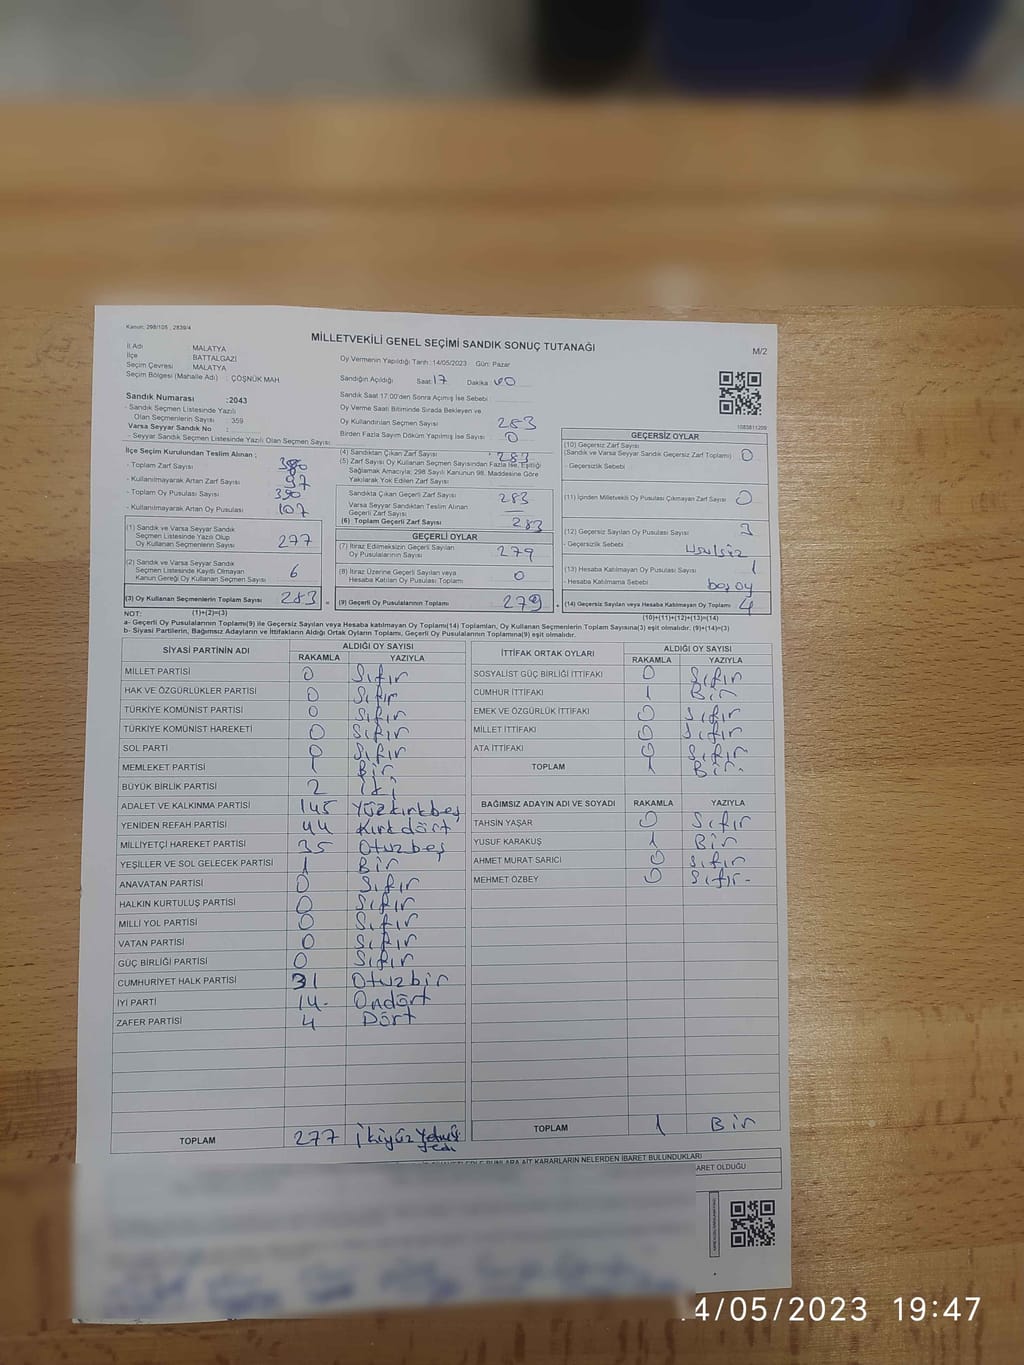 Kanun: 298/105 , 2839/4
MİLLETVEKİLİ GENEL SEÇİMİ SANDIK SONUÇ TUTANAĞI
M/2
İl Adı : MALATYA
İlçe : BATTALGAZİ
Seçim Çevresi : MALATYA
Seçim Bölgesi (Mahalle Adı) : ÇÖŞNÜK MAH
Sandık Numarası :2043
- Sandık Seçmen Listesinde Yazılı
Olan Seçmenlerin Sayısı : 359
Varsa Seyyar Sandık No :
- Seyyar Sandık Seçmen Listesinde Yazılı Olan Seçmen Sayısı:
Oy Vermenin Yapıldığı Tarih :14/05/2023 Gün: Pazar
Sandığın Açıldığı Saat: 17 Dakika 00
Sandık Saat 17:00'den Sonra Açımış İse Sebebi :
Oy Verme Saati Bitiminde Sırada Bekleyen ve
Oy Kullandırılan Seçmen Sayısı 283
Birden Fazla Sayım Döküm Yapılmış İse Sayısı : 0
1083811209
İlçe Seçim Kurulundan Teslim Alınan ;
- Toplam Zarf Sayısı
- Kullanılmayarak Artan Zarf Sayısı : 97
- Toplam Oy Pusulası Sayısı : 390
- Kullanılmayarak Artan Oy Pusulası : 107
(1) Sandık ve Varsa Seyyar Sandık
Seçmen Listesinde Yazılı Olup
Oy Kullanan Seçmenlerin Sayısı 277
(2) Sandık ve Varsa Seyyar Sandık
Seçmen Listesinde Kayıtlı Olmayan
Kanun Gereği Oy Kullanan Seçmen Sayısı 6
(3) Oy Kullanan Seçmenlerin Toplam Sayısı 283
(4) Sandıktan Çıkan Zarf Sayısı : 283
(5) Zarf Sayısı Oy Kullanan Seçmen Sayısından Fazla İse, Eşitliği
Sağlamak Amacıyla; 298 Sayılı Kanunun 98. Maddesine Göre
Yakılarak Yok Edilen Zarf Sayısı :
Sandıkta Çıkan Geçerli Zarf Sayısı 283
Varsa Seyyar Sandıktan Teslim Alınan
Geçerli Zarf Sayısı —
(6) Toplam Geçerli Zarf Sayısı 283
GEÇERLİ OYLAR
(7) İtiraz Edilmeksizin Geçerli Sayılan
Oy Pusulalarının Sayısı 279
(8) İtiraz Üzerine Geçerli Sayılan veya
Hesaba Katılan Oy Pusulası Toplamı 0
(9) Geçerli Oy Pusulalarının Toplamı 279
GEÇERSİZ OYLAR
(10) Geçersiz Zarf Sayısı
(Sandık ve Varsa Seyyar Sandık Geçersiz Zarf Toplamı) 0
- Geçersizlik Sebebi
(11) İçinden Milletvekili Oy Pusulası Çıkmayan Zarf Sayısı 0
(12) Geçersiz Sayılan Oy Pusulası Sayısı 3
- Geçersizlik Sebebi Usulsüz
(13) Hesaba Katılmayan Oy Pusulası Sayısı 1
- Hesaba Katılmama Sebebi boş oy
(14) Geçersiz Sayılan veya Hesaba Katılmayan Oy Toplamı 4
NOT: (1)+(2)=(3) (10)+(11)+(12)+(13)=(14)
a- Geçerli Oy Pusulalarının Toplamı(9) ile Geçersiz Sayılan veya Hesaba Katılmayan Oy Toplamı(14) Toplamları, Oy Kullanan Seçmenlerin Toplam Sayısına(3) eşit olmalıdır: (9)+(14)=(3)
b- Siyasi Partilerin, Bağımsız Adayların ve İttifakların Aldığı Ortak Oyların Toplamı, Geçerli Oy Pusulalarının Toplamına(9) eşit olmalıdır.
SİYASİ PARTİNİN ADI ALDIĞI OY SAYISI
RAKAMLA YAZIYLA
MİLLET PARTİSİ 0 Sıfır
HAK VE ÖZGÜRLÜKLER PARTİSİ 0 Sıfır
TÜRKİYE KOMÜNİST PARTİSİ 0 Sıfır
TÜRKİYE KOMÜNİST HAREKETİ 0 Sıfır
SOL PARTİ 0 Sıfır
MEMLEKET PARTİSİ 1 Bir
BÜYÜK BİRLİK PARTİSİ 2 İki
ADALET VE KALKINMA PARTİSİ 145 Yüzkırkbeş
YENİDEN REFAH PARTİSİ 44 Kırkdört
MİLLİYETÇİ HAREKET PARTİSİ 35 Otuzbeş
YEŞİLLER VE SOL GELECEK PARTİSİ 1 Bir
ANAVATAN PARTİSİ 0 Sıfır
HALKIN KURTULUŞ PARTİSİ 0 Sıfır
MİLLİ YOL PARTİSİ 0 Sıfır
VATAN PARTİSİ 0 Sıfır
GÜÇ BİRLİĞİ PARTİSİ 0 Sıfır
CUMHURİYET HALK PARTİSİ 31 Otuzbir
İYİ PARTİ 14- Ondört
ZAFER PARTİSİ 4 Dört
TOPLAM 277 İkiyüz Yetmiş yedi
İTTİFAK ORTAK OYLARI ALDIĞI OY SAYISI
RAKAMLA YAZIYLA
SOSYALİST GÜÇ BİRLİĞİ İTTİFAKI 0 Sıfır
CUMHUR İTTİFAKI 1 Bir
EMEK VE ÖZGÜRLÜK İTTİFAKI 0 Sıfır
MİLLET İTTİFAKI 0 Sıfır
ATA İTTİFAKI 0 Sıfır
TOPLAM 1 Bir-
BAĞIMSIZ ADAYIN ADI VE SOYADI RAKAMLA YAZIYLA
TAHSİN YAŞAR 0 Sıfır
YUSUF KARAKUŞ 1 Bir
AHMET MURAT SARICI 0 Sıfır
MEHMET ÖZBEY 0 Sıfır-
TOPLAM 1 Bir
BUNLARA AİT KARARLARIN NELERDEN İBARET BULUNDUKLARI
ARET OLDUĞU
4/05/2023 19:47